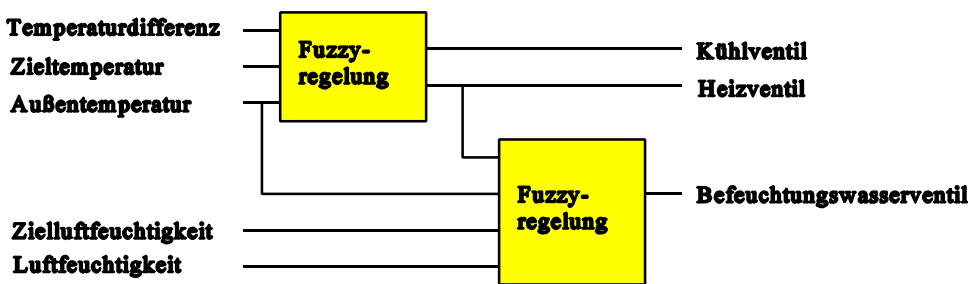 Temperaturdifferenz
Zieltemperatur
Außentemperatur
Fuzzy-
regelung
Kühlventil
Heizventil
Fuzzy-
regelung
Befeuchtungswasserventil
Zielluftfeuchtigkeit
Luftfeuchtigkeit